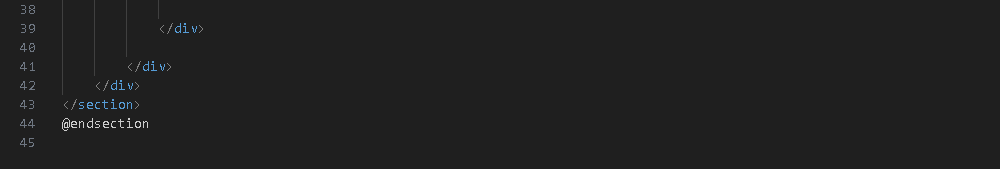 38
39 </div>
40
41 </div>
42 </div>
43 </section>
44 @endsection
45